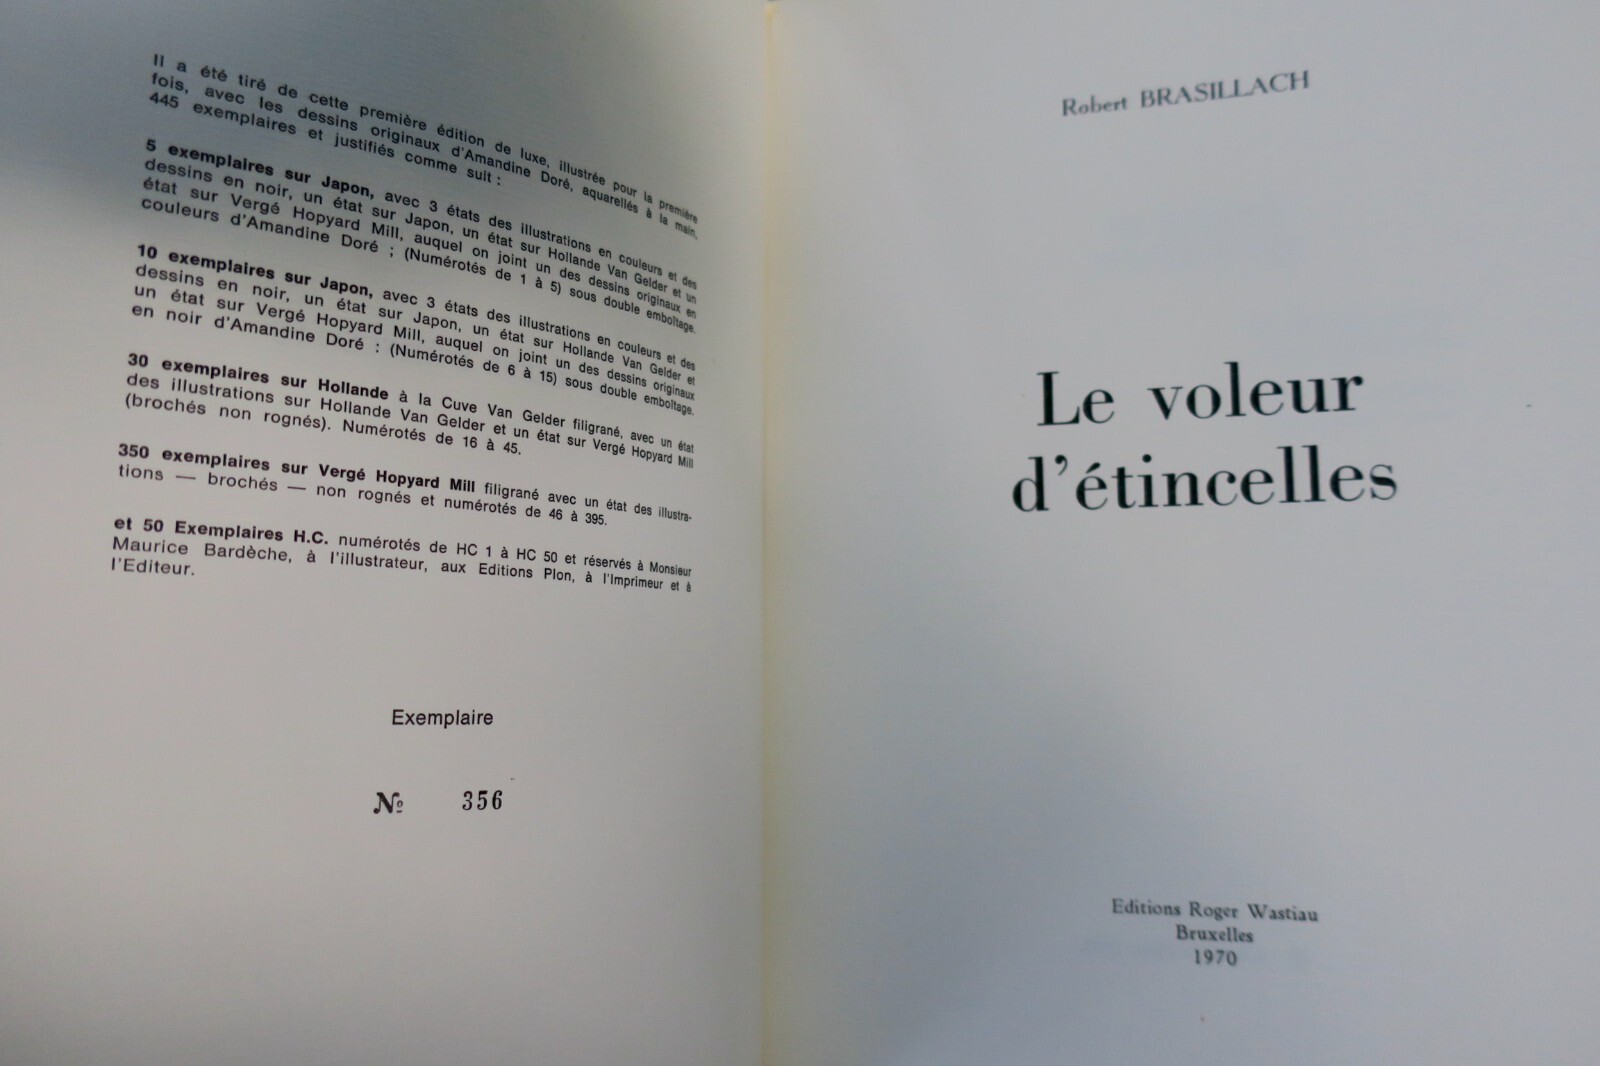 Il a été tiré de cette première édition de luxe, illustrée pour la première
fois, avec les dessins originaux d'Amandine Doré, aquarellés à la main,
445 exemplaires et justifiés comme suit :
5 exemplaires sur Japon, avec 3 états des illustrations en couleurs et des
dessins en noir, un état sur Japon, un état sur Hollande Van Gelder et un
état sur Vergé Hopyard Mill, auquel on joint un des dessins originaux en
couleurs d'Amandine Doré ; (Numérotés de 1 à 5) sous double emboîtage.
10 exemplaires sur Japon, avec 3 états des illustrations en couleurs et des
dessins en noir, un état sur Japon, un état sur Hollande Van Gelder et
un état sur Vergé Hopyard Mill, auquel on joint un des dessins originaux
en noir d'Amandine Doré : (Numérotés de 6 à 15) sous double emboîtage.
30 exemplaires sur Hollande à la Cuve Van Gelder filigrané, avec un état
des illustrations sur Hollande Van Gelder et un état sur Vergé Hopyard Mill
(brochés non rognés). Numérotés de 16 à 45.
350 exemplaires sur Vergé Hopyard Mill filigrané avec un état des illustra-
tions — brochés — non rognés et numérotés de 46 à 395.
et 50 Exemplaires H.C. numérotés de HC 1 à HC 50 et réservés à Monsieur
Maurice Bardèche, à l'illustrateur, aux Editions Plon, à l'Imprimeur et à
l'Editeur.
Exemplaire
Nº 356
Robert BRASILLACH
Le voleur
d'étincelles
Editions Roger Wastiau
Bruxelles
1970